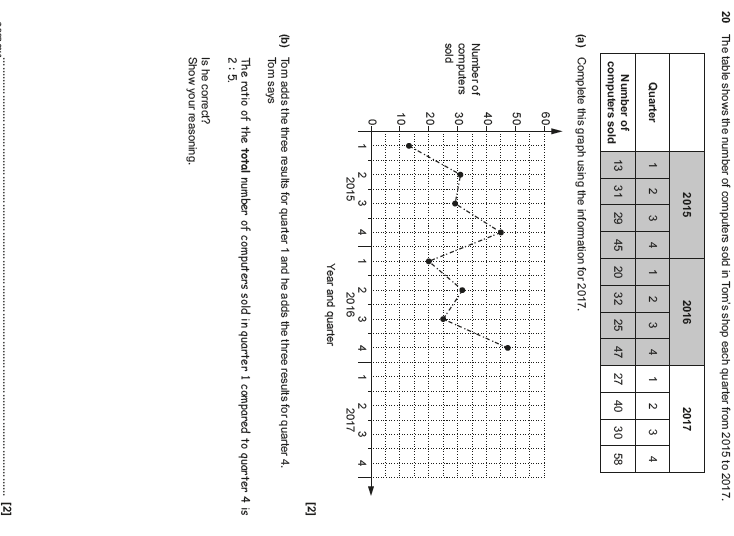 20 The table shows the number of computers sold in Tom's shop each quarter from 2015 to 2017.
2015 2016 2017
Quarter 1 2 3 4 1 2 3 4 1 2 3 4
Number of
computers sold 13 31 29 45 20 32 25 47 27 40 30 58
(a) Complete this graph using the information for 2017.
60
50
40
30
20
10
0
Number of
computers
sold
1 2 3 4 1 2 3 4 1 2 3 4
2015 2016 2017
Year and quarter
[2]
(b) Tom adds the three results for quarter 1 and he adds the three results for quarter 4.
Tom says
The ratio of the total number of computers sold in quarter 1 compared to quarter 4 is
2 : 5.
Is he correct?
Show your reasoning.
[2]